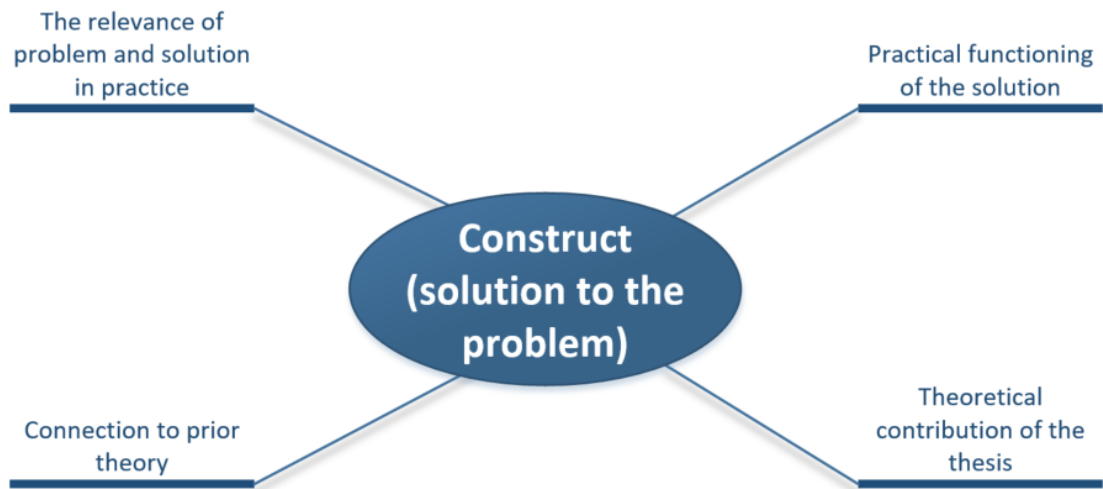 The relevance of
problem and solution
in practice
Practical functioning
of the solution
Construct
(solution to the
problem)
Connection to prior
theory
Theoretical
contribution of the
thesis